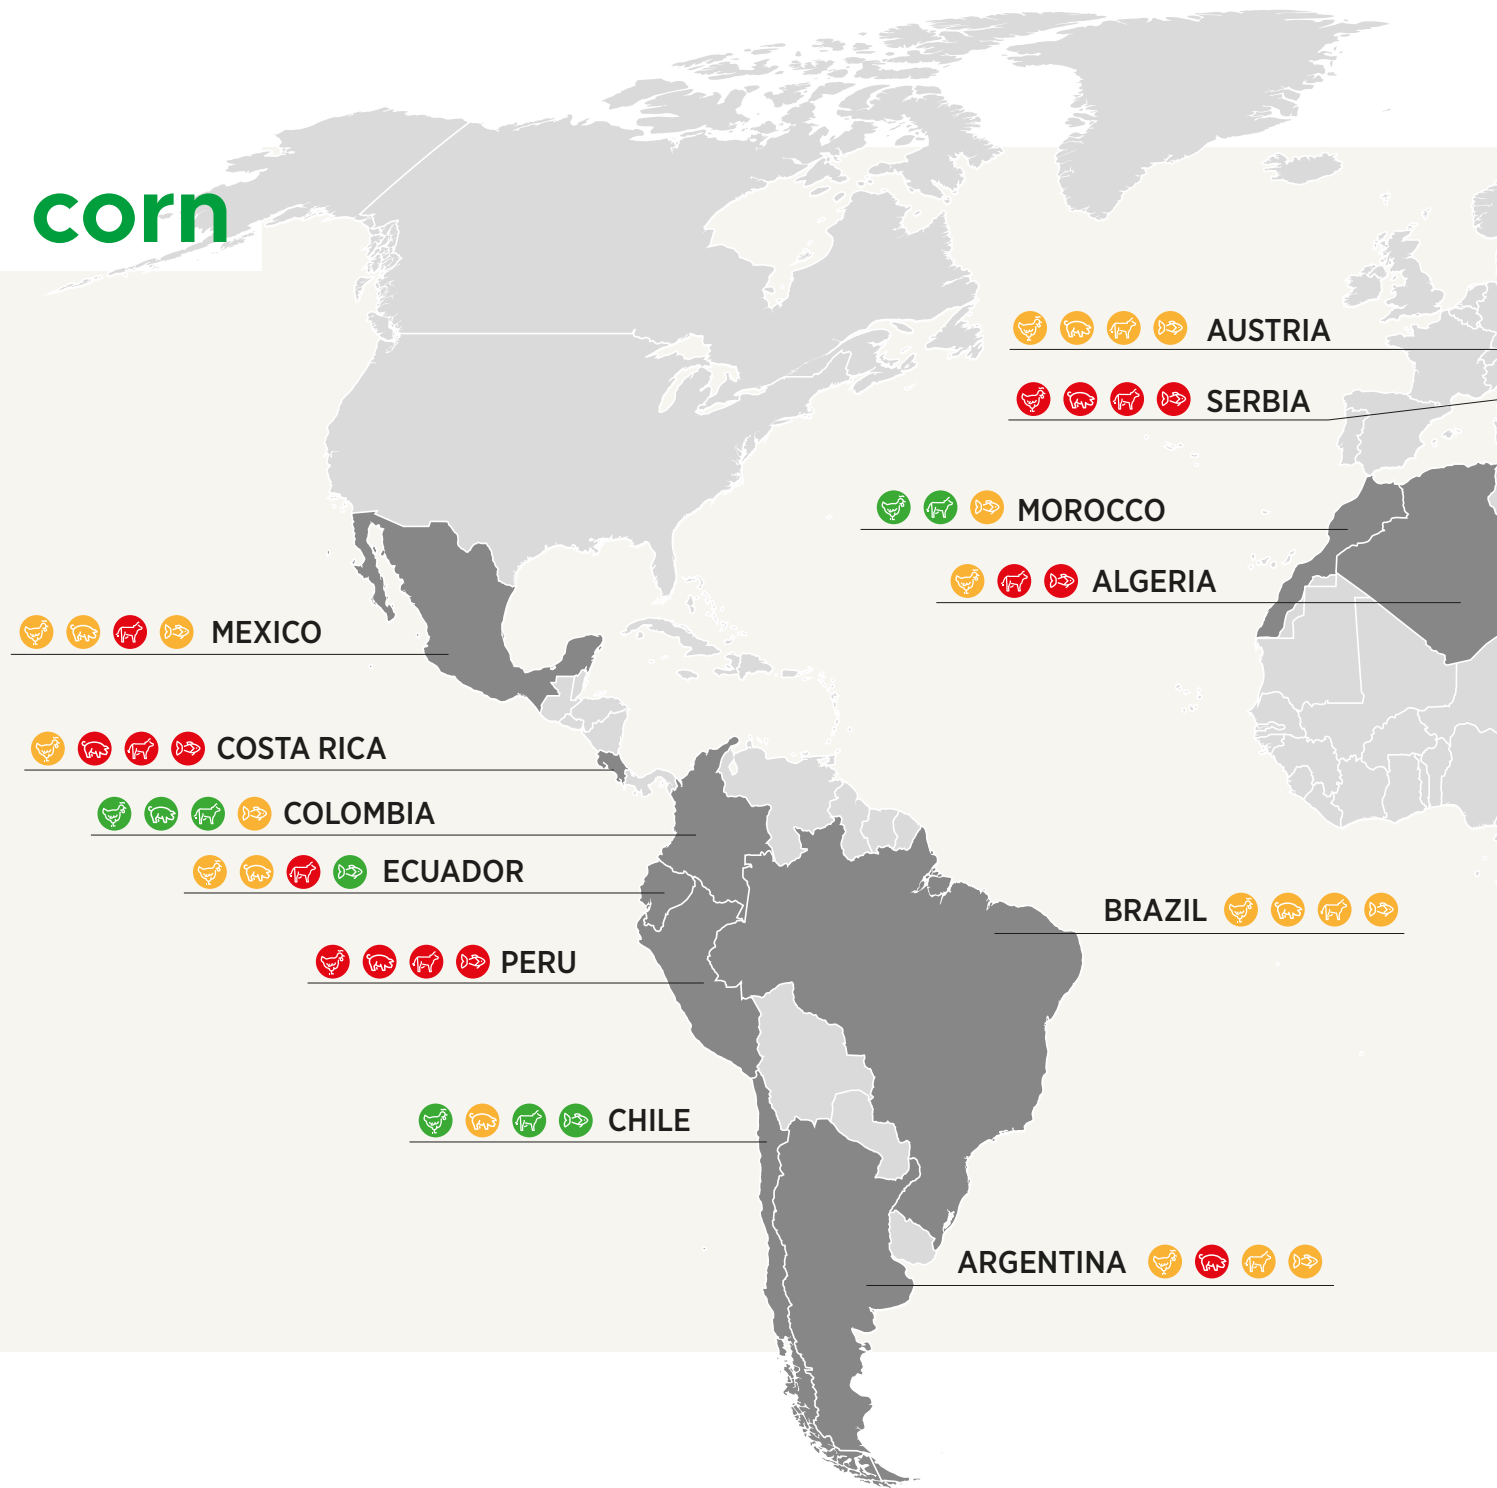 corn
AUSTRIA
SERBIA
MOROCCO
ALGERIA
MEXICO
COSTA RICA
COLOMBIA
ECUADOR
BRAZIL
PERU
CHILE
ARGENTINA